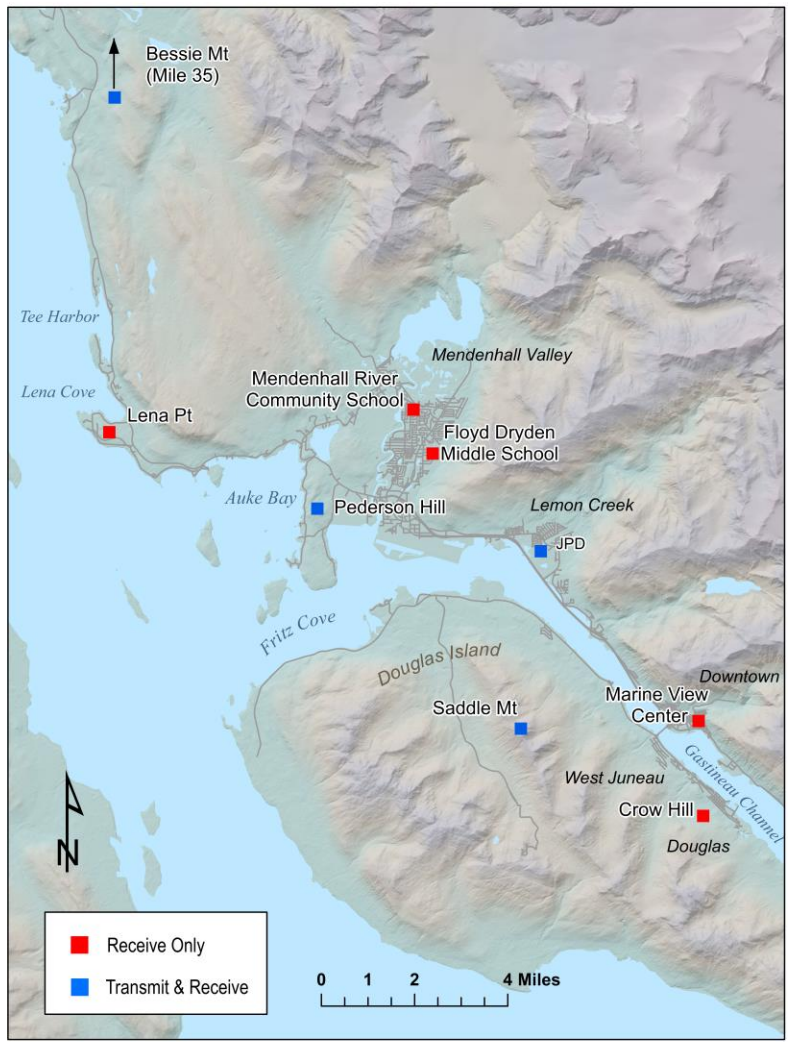 Bessie Mt
(Mile 35)
Tee Harbor
Mendenhall Valley
Mendenhall River
Community School
Lena Cove
Lena Pt
Floyd Dryden
Middle School
Auke Bay
Pederson Hill
Lemon Creek
JPD
Fritz Cove
Douglas Island
Downtown
Saddle Mt
Marine View
Center
Gastineau Channel
West Juneau
Crow Hill
Douglas
N
Receive Only
Transmit & Receive
0 1 2 4 Miles